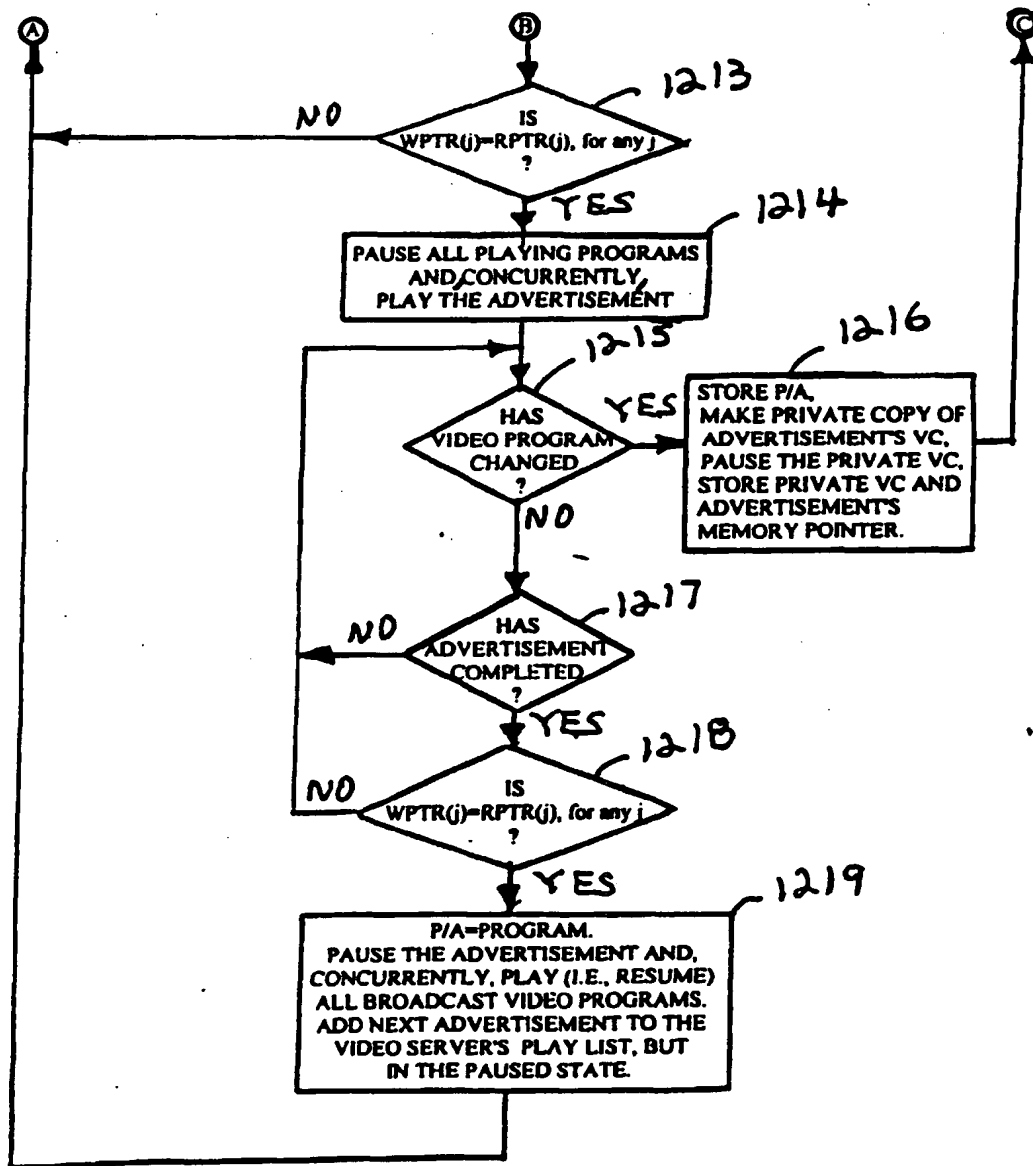 A
B
C
1213
NO
IS
WPTR(j)=RPTR(j), for any j
?
YES
1214
PAUSE ALL PLAYING PROGRAMS
AND, CONCURRENTLY,
PLAY THE ADVERTISEMENT
1215
1216
HAS
VIDEO PROGRAM
CHANGED
?
YES
STORE P/A,
MAKE PRIVATE COPY OF
ADVERTISEMENT'S VC,
PAUSE THE PRIVATE VC,
STORE PRIVATE VC AND
ADVERTISEMENT'S
MEMORY POINTER.
NO
1217
NO
HAS
ADVERTISEMENT
COMPLETED
?
YES
1218
NO
IS
WPTR(j)=RPTR(j), for any j
?
YES
1219
P/A=PROGRAM.
PAUSE THE ADVERTISEMENT AND,
CONCURRENTLY, PLAY (I.E., RESUME)
ALL BROADCAST VIDEO PROGRAMS.
ADD NEXT ADVERTISEMENT TO THE
VIDEO SERVER'S PLAY LIST, BUT
IN THE PAUSED STATE.